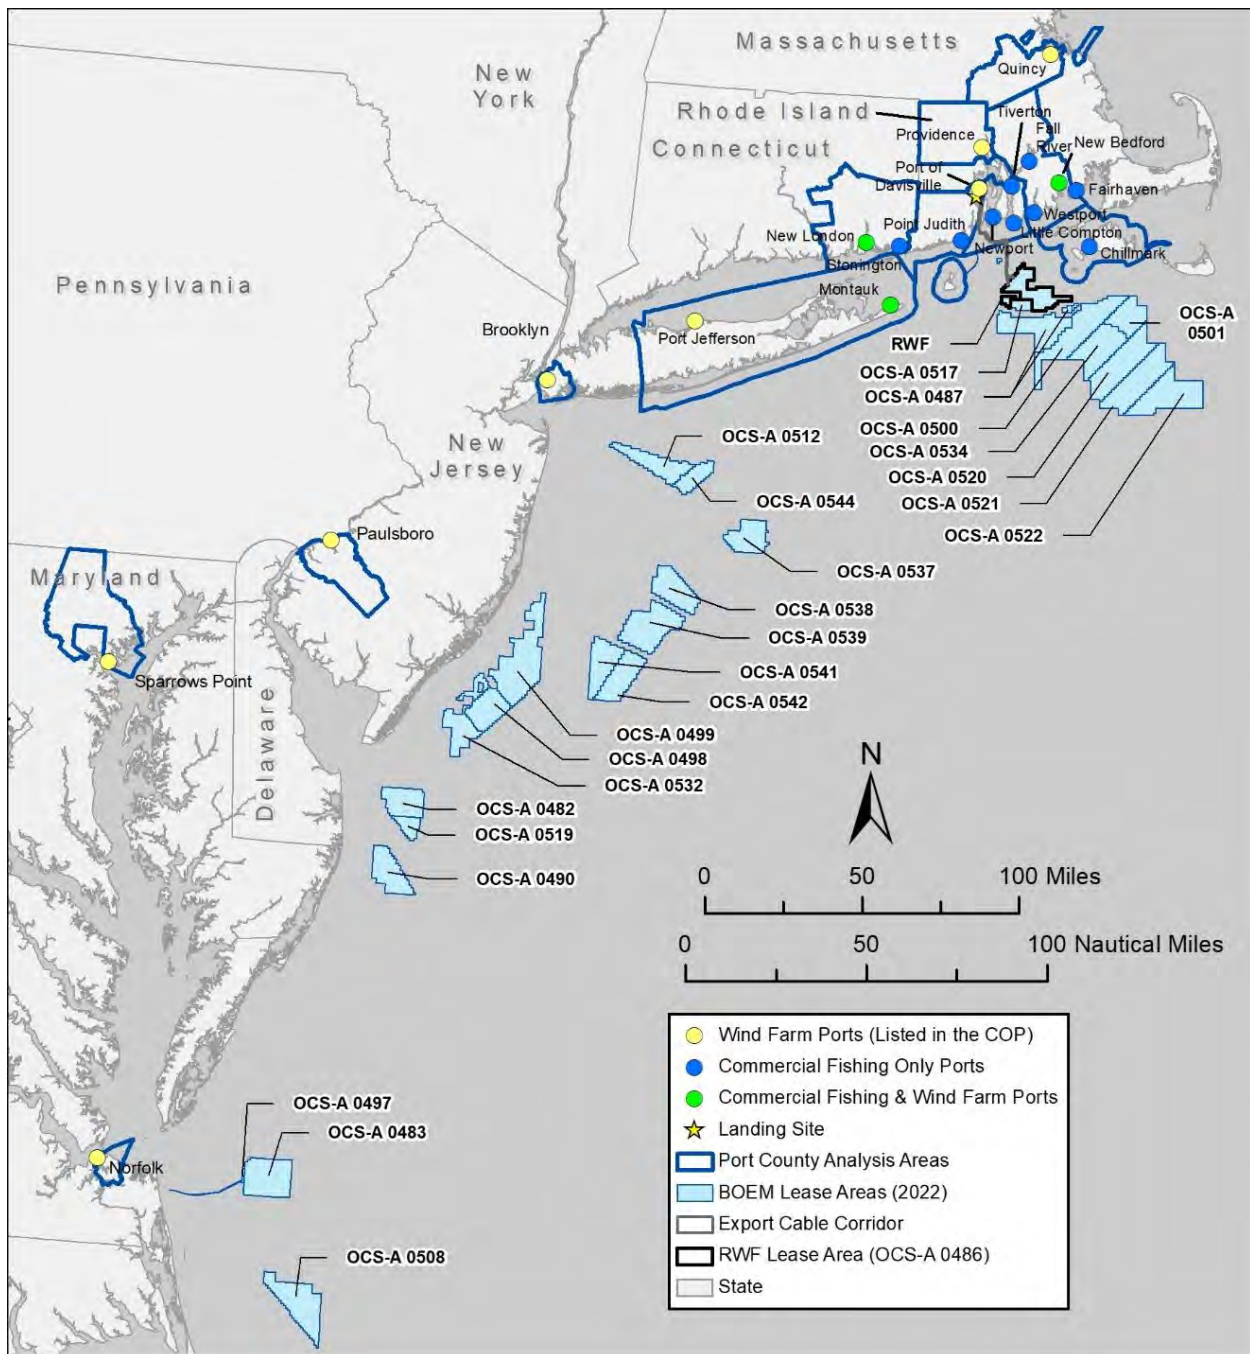 Massachusetts
New
York
Quincy
Rhode Island
Tiverton
Providence
Fall
River
New Bedford
Connecticut
Port of
Davisville
Fairhaven
Point Judith
Westport
New London
Little Compton
Newport
Chillmark
Stonington
Montauk
Pennsylvania
Brooklyn
Port Jefferson
RWF
OCS-A
0501
OCS-A 0517
OCS-A 0487
OCS-A 0500
OCS-A 0534
OCS-A 0520
OCS-A 0521
OCS-A 0522
New
Jersey
OCS-A 0512
OCS-A 0544
Paulsboro
OCS-A 0537
Maryland
OCS-A 0538
OCS-A 0539
Sparrows Point
OCS-A 0541
OCS-A 0542
Delaware
OCS-A 0499
OCS-A 0498
OCS-A 0532
OCS-A 0482
OCS-A 0519
OCS-A 0490
N
0 50 100 Miles
0 50 100 Nautical Miles
OCS-A 0497
OCS-A 0483
Norfolk
OCS-A 0508
Wind Farm Ports (Listed in the COP)
Commercial Fishing Only Ports
Commercial Fishing & Wind Farm Ports
Landing Site
Port County Analysis Areas
BOEM Lease Areas (2022)
Export Cable Corridor
RWF Lease Area (OCS-A 0486)
State